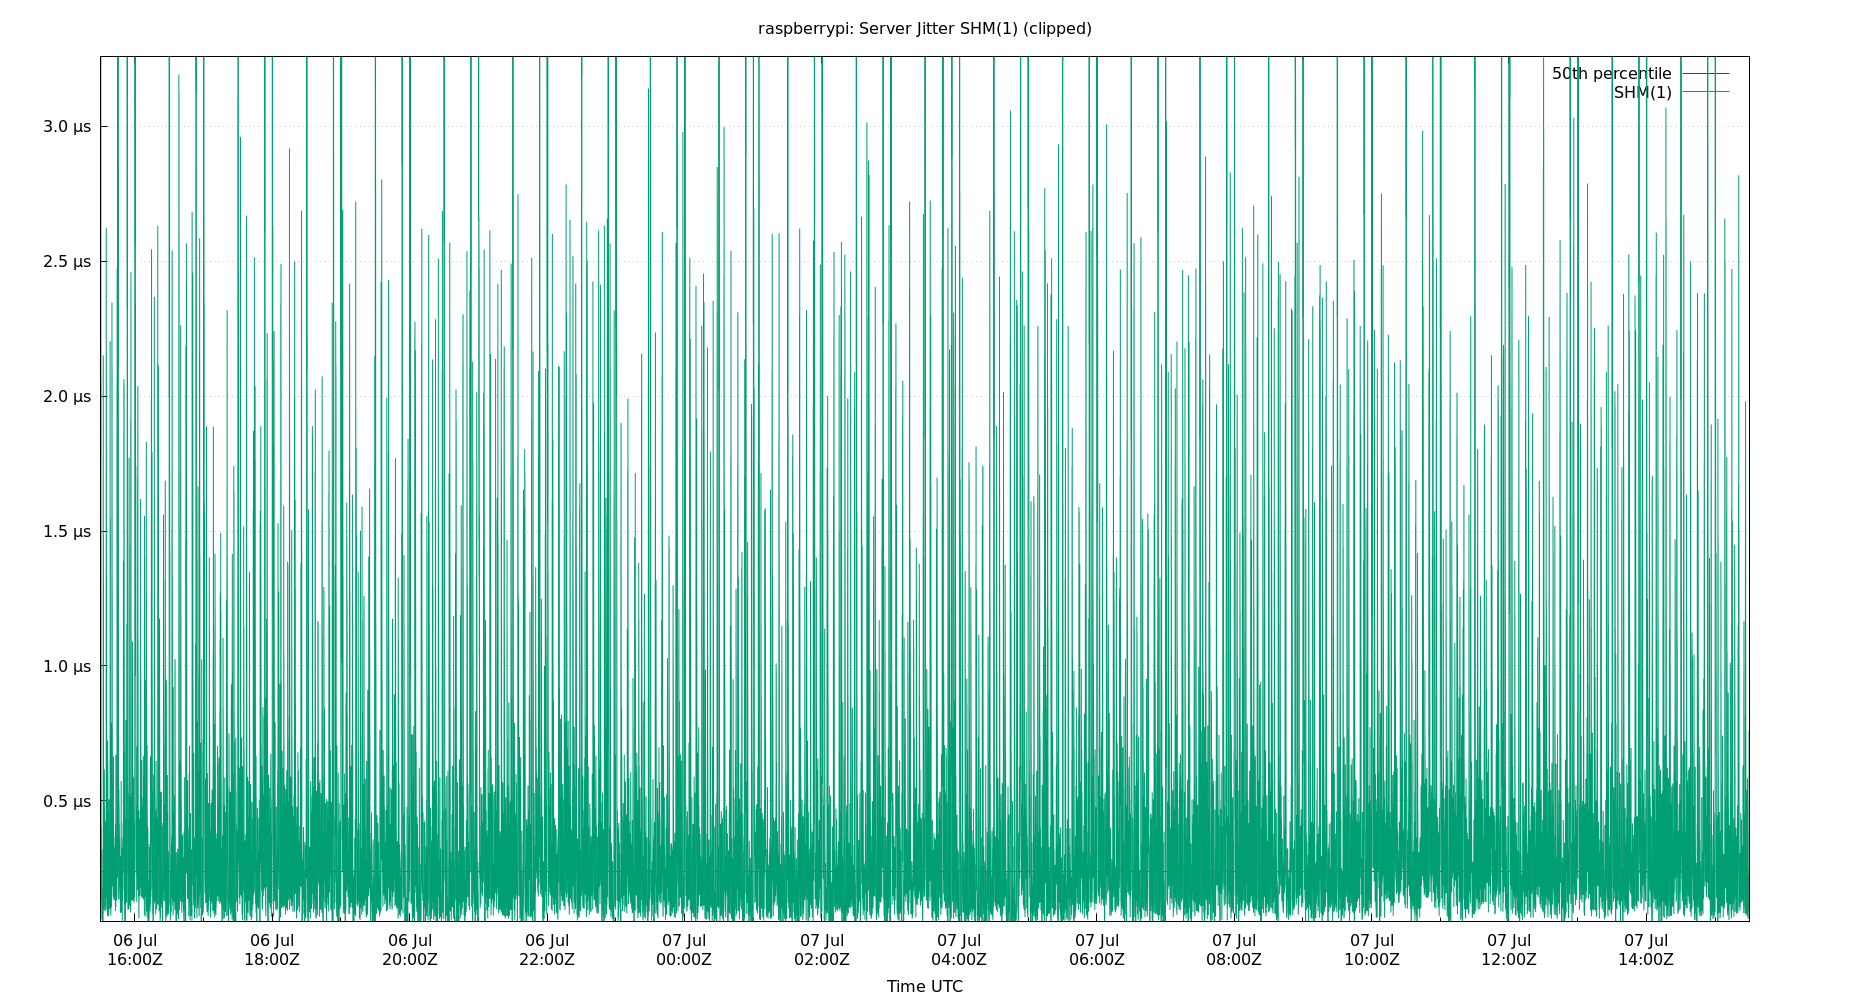 raspberrypi: Server Jitter SHM(1) (clipped)
50th percentile
SHM(1)
3.0 µs
2.5 µs
2.0 µs
1.5 µs
1.0 µs
0.5 µs
06 Jul 06 Jul 06 Jul 06 Jul 07 Jul 07 Jul 07 Jul 07 Jul 07 Jul 07 Jul 07 Jul 07 Jul
16:00Z 18:00Z 20:00Z 22:00Z 00:00Z 02:00Z 04:00Z 06:00Z 08:00Z 10:00Z 12:00Z 14:00Z
Time UTC